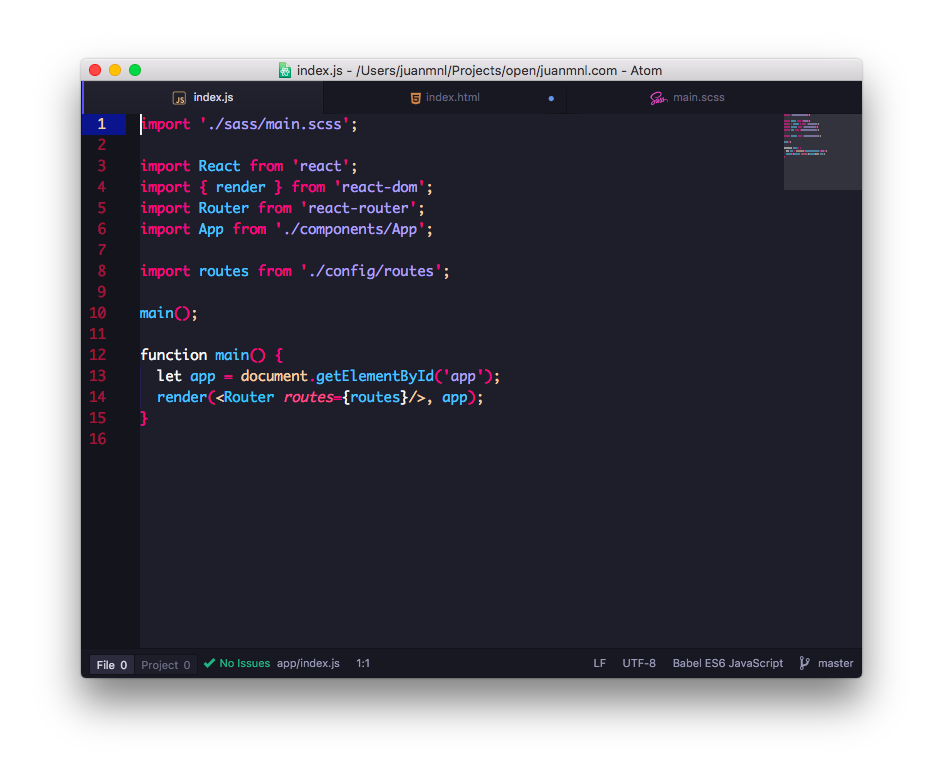 index.js - /Users/juanmnl/Projects/open/juanmnl.com - Atom
JS index.js index.html Sass main.scss
1 import './sass/main.scss';
2
3 import React from 'react';
4 import { render } from 'react-dom';
5 import Router from 'react-router';
6 import App from './components/App';
7
8 import routes from './config/routes';
9
10 main();
11
12 function main() {
13   let app = document.getElementById('app');
14   render(<Router routes={routes}/>, app);
15 }
16
File 0 Project 0 No Issues app/index.js 1:1 LF UTF-8 Babel ES6 JavaScript master